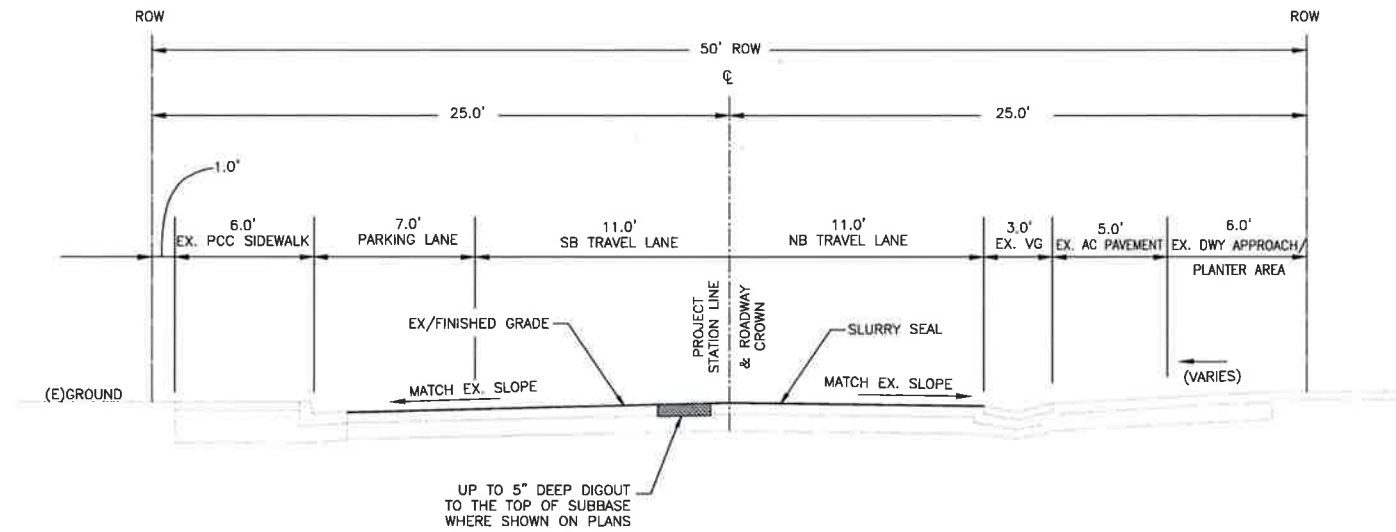 ROW
ROW
50' ROW
℄
25.0'
25.0'
1.0'
6.0'
EX. PCC SIDEWALK
7.0'
PARKING LANE
11.0'
SB TRAVEL LANE
11.0'
NB TRAVEL LANE
3.0'
EX. VG
5.0'
EX. AC PAVEMENT
6.0'
EX. DWY APPROACH/
PLANTER AREA
PROJECT
STATION LINE
& ROADWAY
CROWN
EX/FINISHED GRADE
SLURRY SEAL
(E)GROUND
MATCH EX. SLOPE
MATCH EX. SLOPE
(VARIES)
UP TO 5" DEEP DIGOUT
TO THE TOP OF SUBBASE
WHERE SHOWN ON PLANS